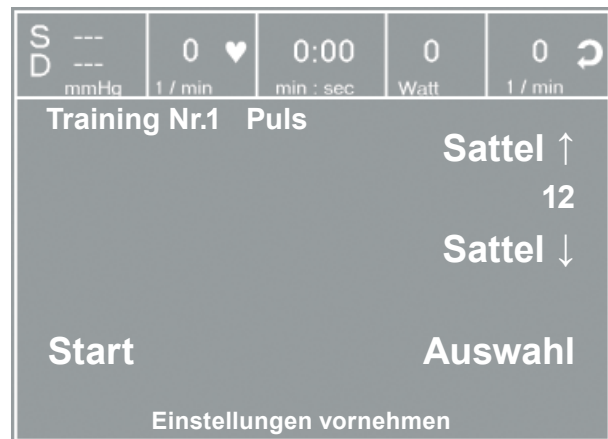 S --- 0 ♥ 0:00 0 0
D ---
mmHg 1 / min min : sec Watt 1 / min
Training Nr.1 Puls
Sattel ↑
12
Sattel ↓
Start Auswahl
Einstellungen vornehmen